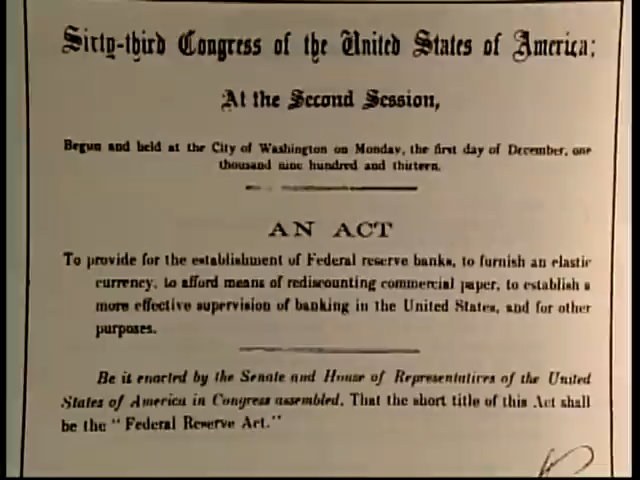 Sixty-third Congress of the United States of America;
At the Second Session,
Begun and held at the City of Washington on Monday, the first day of December, one
thousand nine hundred and thirteen.
AN ACT
To provide for the establishment of Federal reserve banks, to furnish an elastic
currency, to afford means of rediscounting commercial paper, to establish a
more effective supervision of banking in the United States, and for other
purposes.
Be it enacted by the Senate and House of Representatives of the United
States of America in Congress assembled, That the short title of this Act shall
be the “Federal Reserve Act.”